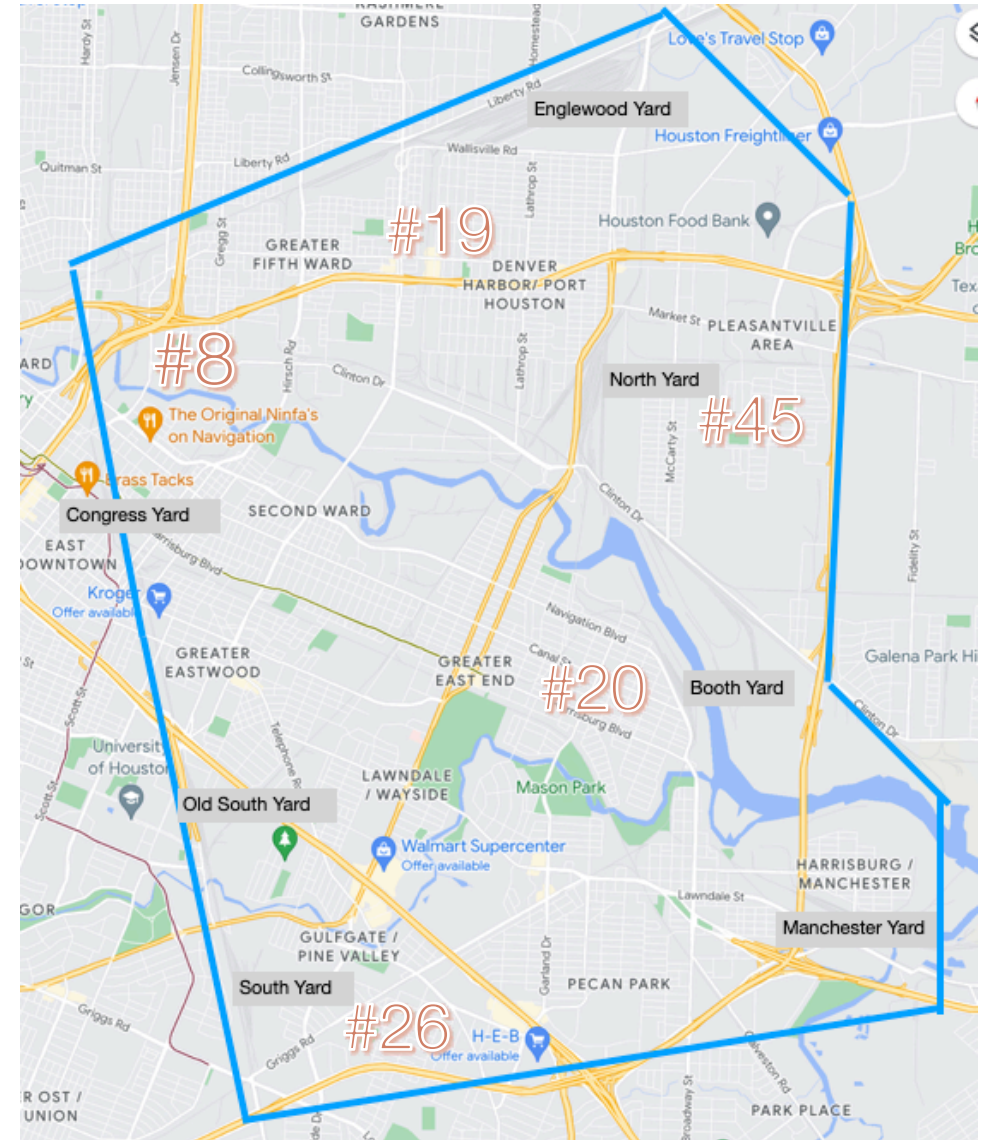 KASHMERE
GARDENS
Hardy St
Jensen Dr
Homestead
Love's Travel Stop
Collingsworth St
Liberty Rd
Englewood Yard
Houston Freightliner
Wallisville Rd
Quitman St
Liberty Rd
Lathrop St
Gregg St
#19
Houston Food Bank
GREATER
FIFTH WARD
DENVER
HARBOR/ PORT
HOUSTON
Market St
PLEASANTVILLE
AREA
#8
ARD
Hirsch Rd
Clinton Dr
Lathrop St
North Yard
#45
McCarty St
The Original Ninfa's
on Navigation
Brass Tacks
Congress Yard
SECOND WARD
Clinton Dr
EAST
DOWNTOWN
Harrisburg Blvd
Fidelity St
Kroger
Offer available
Navigation Blvd
GREATER
EASTWOOD
GREATER
EAST END
Canal St
#20
Harrisburg Blvd
Booth Yard
Galena Park Hi
Clinton Dr
Scott St
Telephone Rd
University
of Houston
LAWNDALE
/ WAYSIDE
Mason Park
Old South Yard
Scott St
Walmart Supercenter
Offer available
HARRISBURG /
MANCHESTER
Lawndale St
GOR
Manchester Yard
GULFGATE /
PINE VALLEY
Garland Dr
PECAN PARK
South Yard
Griggs Rd
#26
Griggs Rd
H-E-B
Offer available
Galveston Rd
Broadway St
R OST /
UNION
PARK PLACE